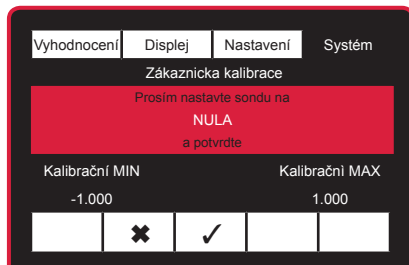 Vyhodnocení Displej Nastavení Systém
Zákaznicka kalibrace
Prosím nastavte sondu na
NULA
a potvrdte
Kalibrační MIN Kalibračnì MAX
-1.000 1.000
✖ ✓